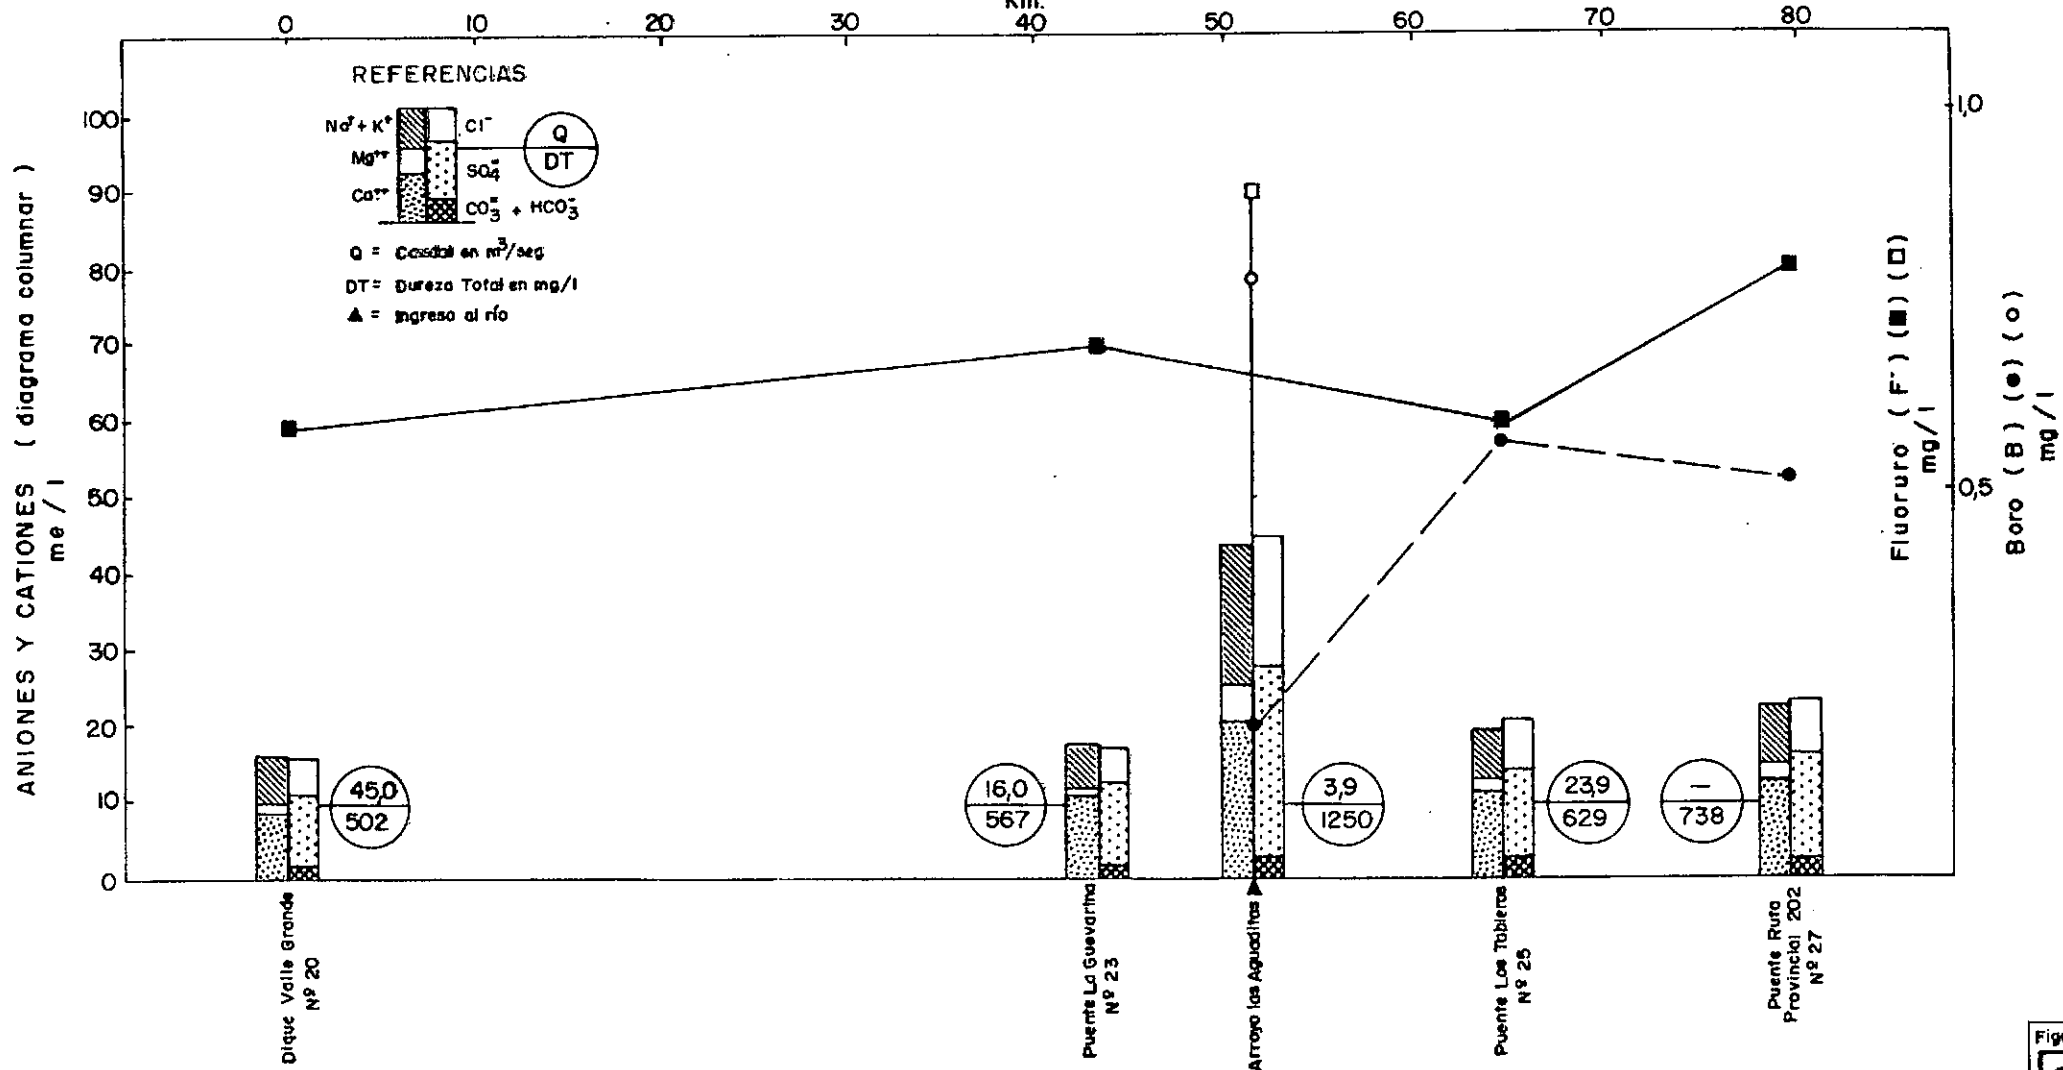 Km.
0 10 20 30 40 50 60 70 80
REFERENCIAS
Na⁺ + K⁺
Mg⁺⁺
Ca⁺⁺
Cl⁻
SO₄⁼
CO₃⁼ + HCO₃⁻
Q
DT
Q = Caudal en m³/seg
DT = Dureza Total en mg/l
▲ = Ingreso al río
ANIONES Y CATIONES ( diagrama columnar )
me / l
100
90
80
70
60
50
40
30
20
10
0
1,0
0,5
Fluoruro ( F⁻ ) (■) (□)
mg / l
Boro ( B ) (●) (○)
mg / l
45,0
502
16,0
567
3,9
1250
23,9
629
—
738
Dique Valle Grande
Nº 20
Puente La Guevarina
Nº 23
Arroyo las Aguaditas
Puente Los Tableros
Nº 25
Puente Ruta
Provincial 202
Nº 27